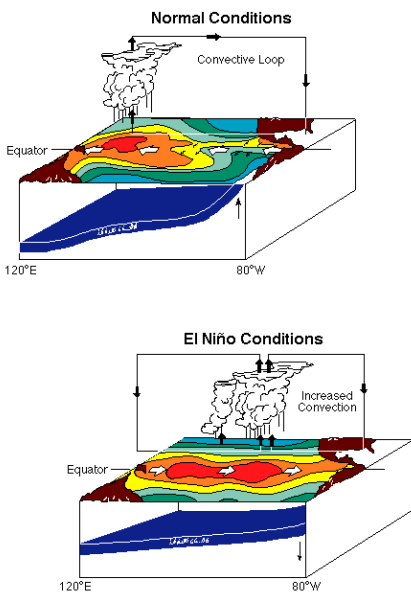 Normal Conditions
Convective Loop
Equator
120°E
80°W
El Niño Conditions
Increased
Convection
Equator
120°E
80°W